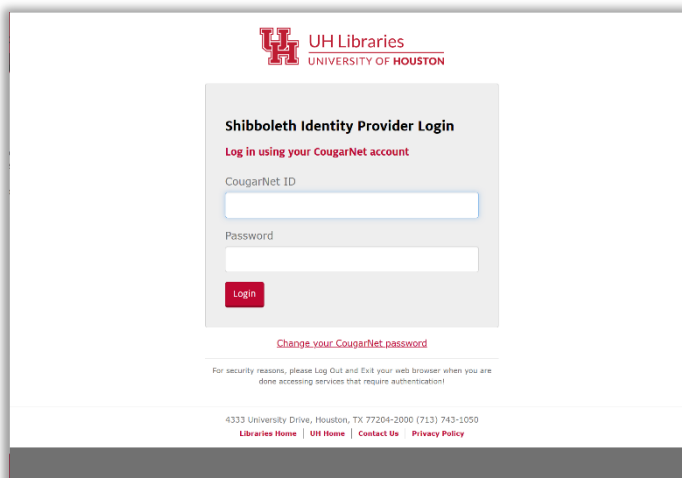 UH Libraries
UNIVERSITY OF HOUSTON
Shibboleth Identity Provider Login
Log in using your CougarNet account
CougarNet ID
Password
Login
Change your CougarNet password
For security reasons, please Log Out and Exit your web browser when you are
done accessing services that require authentication!
4333 University Drive, Houston, TX 77204-2000 (713) 743-1050
Libraries Home | UH Home | Contact Us | Privacy Policy